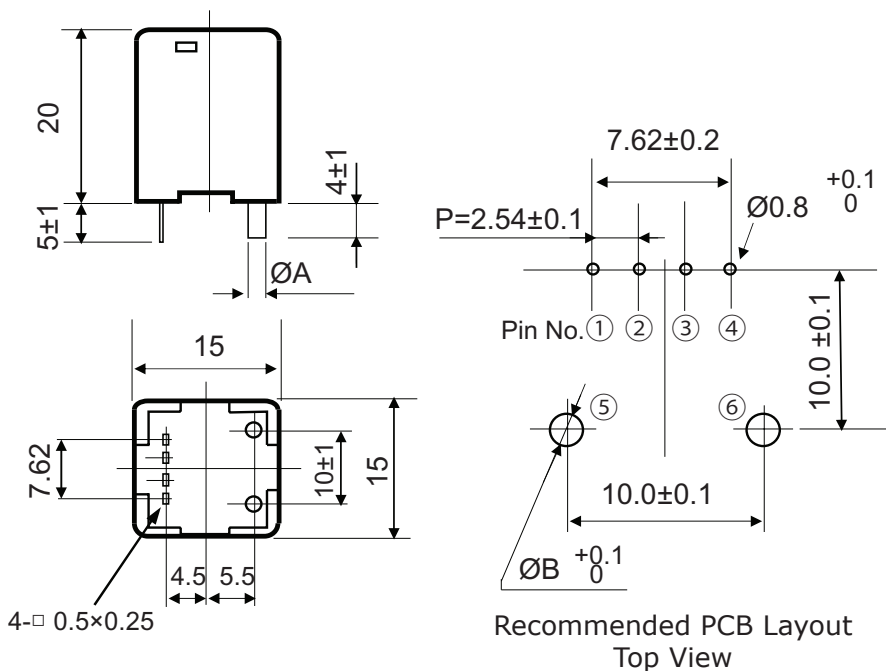 20
5±1
4±1
ØA
15
7.62
10±1
15
4.5
5.5
4-□ 0.5×0.25
7.62±0.2
P=2.54±0.1
Ø0.8 +0.1 0
Pin No. ① ② ③ ④
10.0 ±0.1
⑤ ⑥
10.0±0.1
ØB +0.1 0
Recommended PCB Layout
Top View